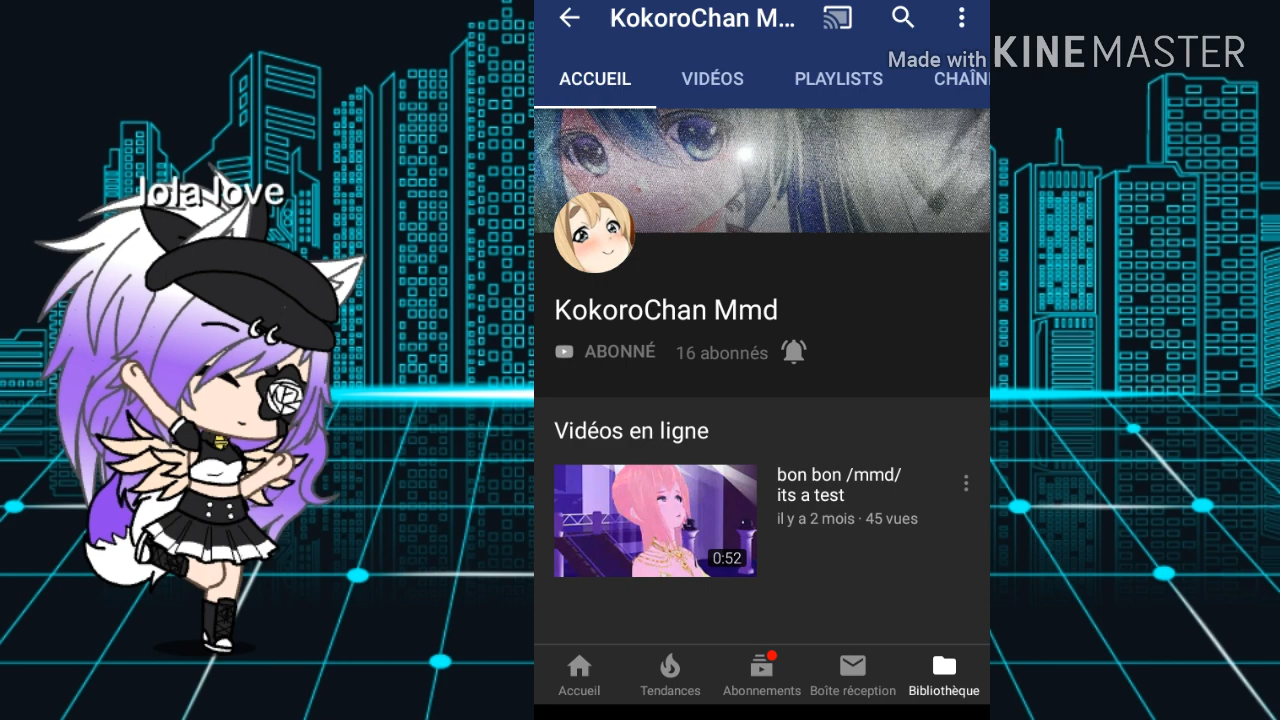 KokoroChan M...
Made with KINEMASTER
ACCUEIL VIDÉOS PLAYLISTS CHAÎN
lola love
KokoroChan Mmd
ABONNÉ 16 abonnés
Vidéos en ligne
bon bon /mmd/
its a test
il y a 2 mois · 45 vues
0:52
Accueil Tendances Abonnements Boîte réception Bibliothèque